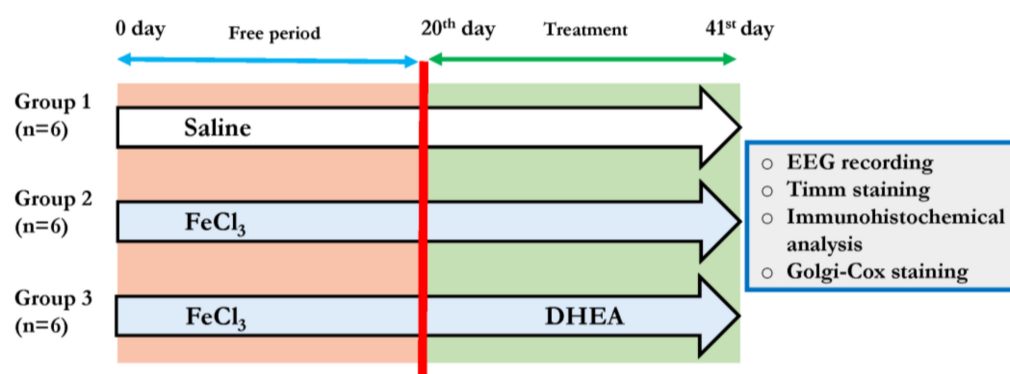 0 day Free period 20th day Treatment 41st day
Group 1
(n=6)
Saline
Group 2
(n=6)
FeCl3
Group 3
(n=6)
FeCl3 DHEA
○ EEG recording
○ Timm staining
○ Immunohistochemical
analysis
○ Golgi-Cox staining